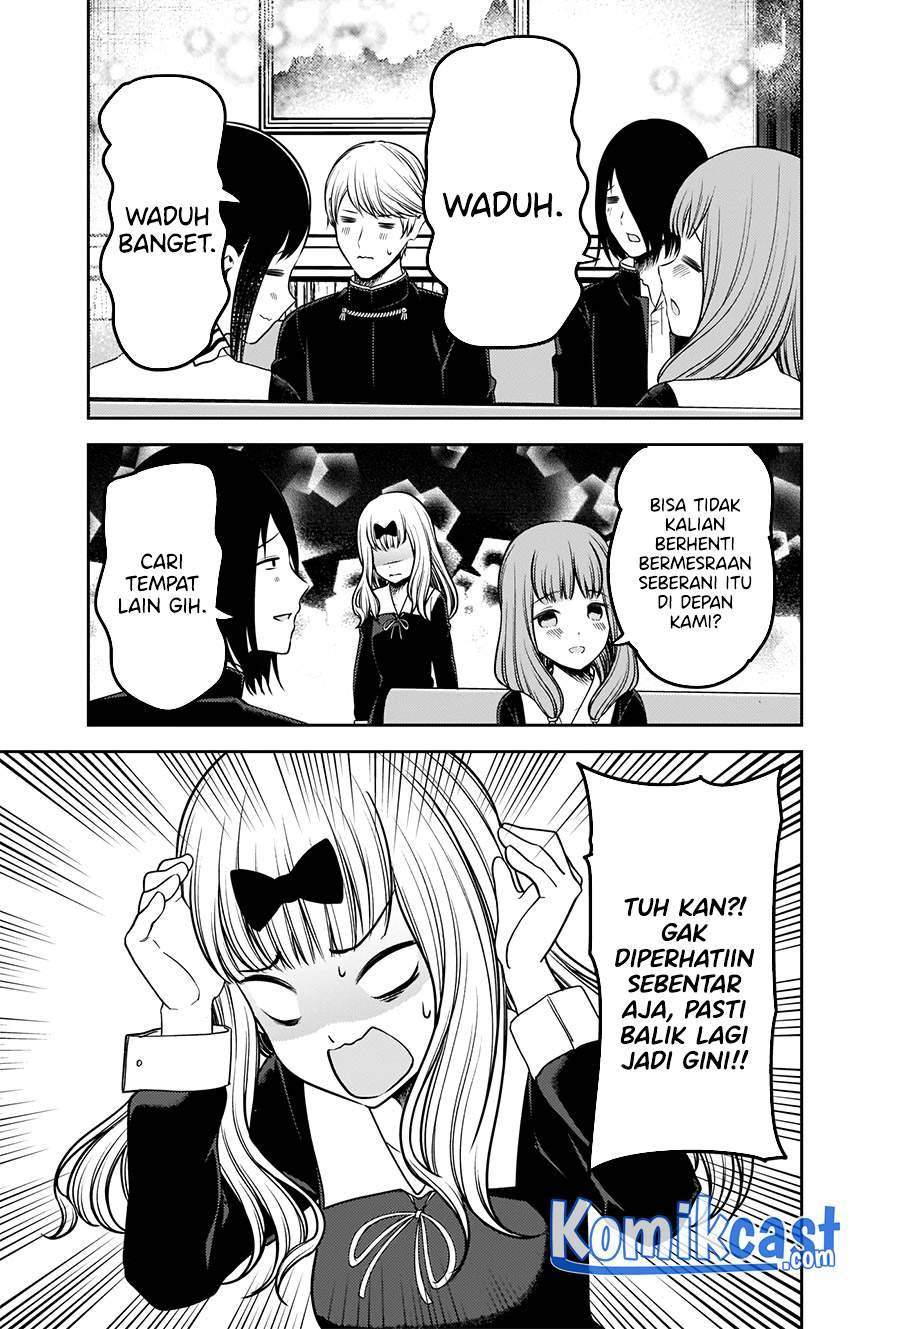 WADUH.
WADUH
BANGET.
BISA TIDAK
KALIAN
BERHENTI
BERMESRAAN
SEBERANI ITU
DI DEPAN
KAMI?
CARI
TEMPAT
LAIN GIH.
TUH KAN?!
GAK
DIPERHATIIN
SEBENTAR
AJA, PASTI
BALIK LAGI
JADI GINI!!
Komikcast
.com